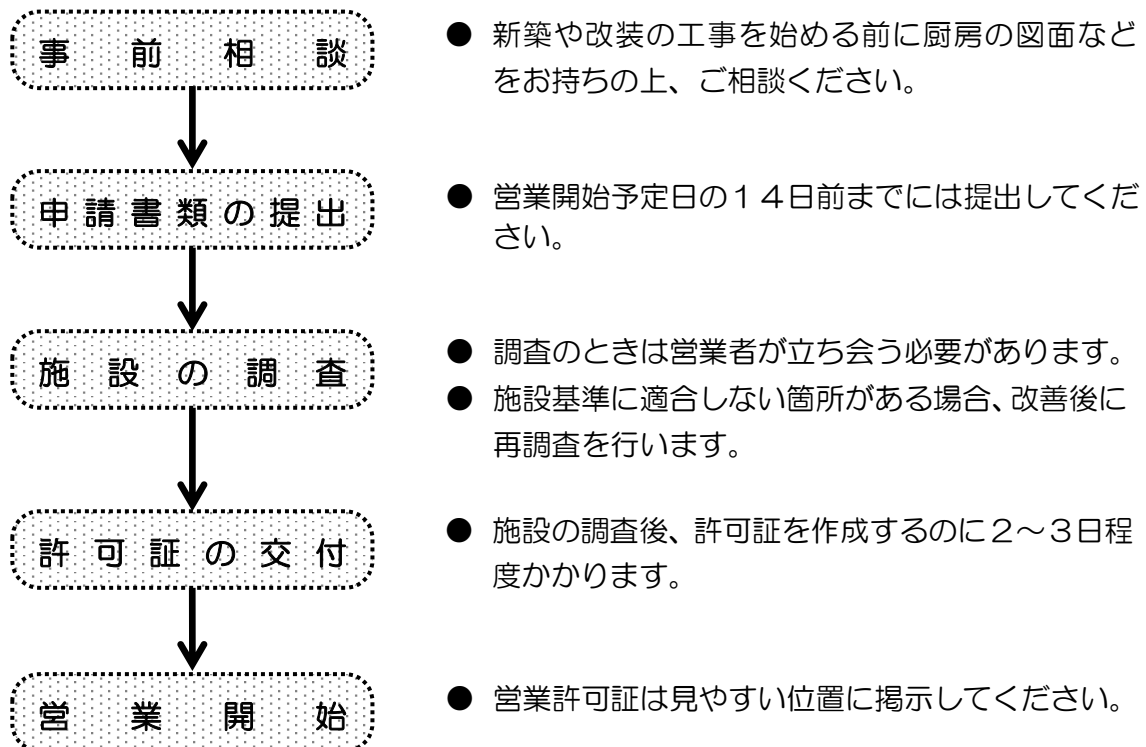 事前相談
● 新築や改装の工事を始める前に厨房の図面など
をお持ちの上、ご相談ください。
申請書類の提出
● 営業開始予定日の１４日前までには提出してくだ
さい。
施設の調査
● 調査のときは営業者が立ち会う必要があります。
● 施設基準に適合しない箇所がある場合、改善後に
再調査を行います。
許可証の交付
● 施設の調査後、許可証を作成するのに２～３日程
度かかります。
営業開始
● 営業許可証は見やすい位置に掲示してください。